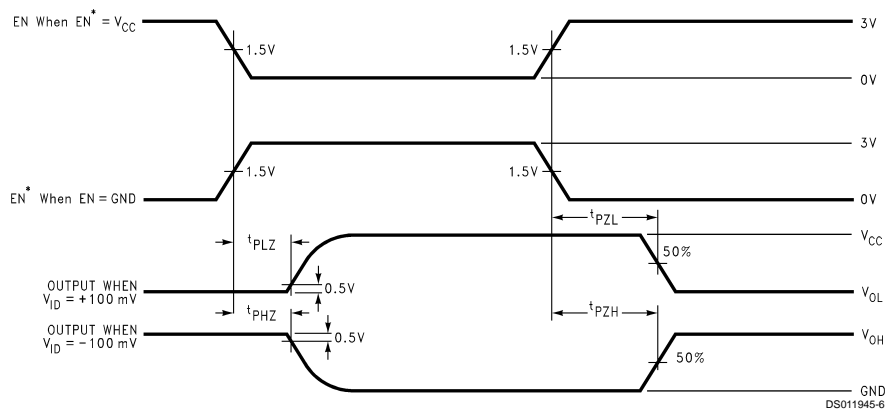 EN When EN* = VCC
3V
1.5V
1.5V
0V
3V
1.5V
1.5V
EN* When EN = GND
0V
tPZL
tPLZ
VCC
50%
OUTPUT WHEN
VID = +100 mV
0.5V
VOL
tPHZ
tPZH
OUTPUT WHEN
VID = −100 mV
0.5V
VOH
50%
GND
DS011945-6